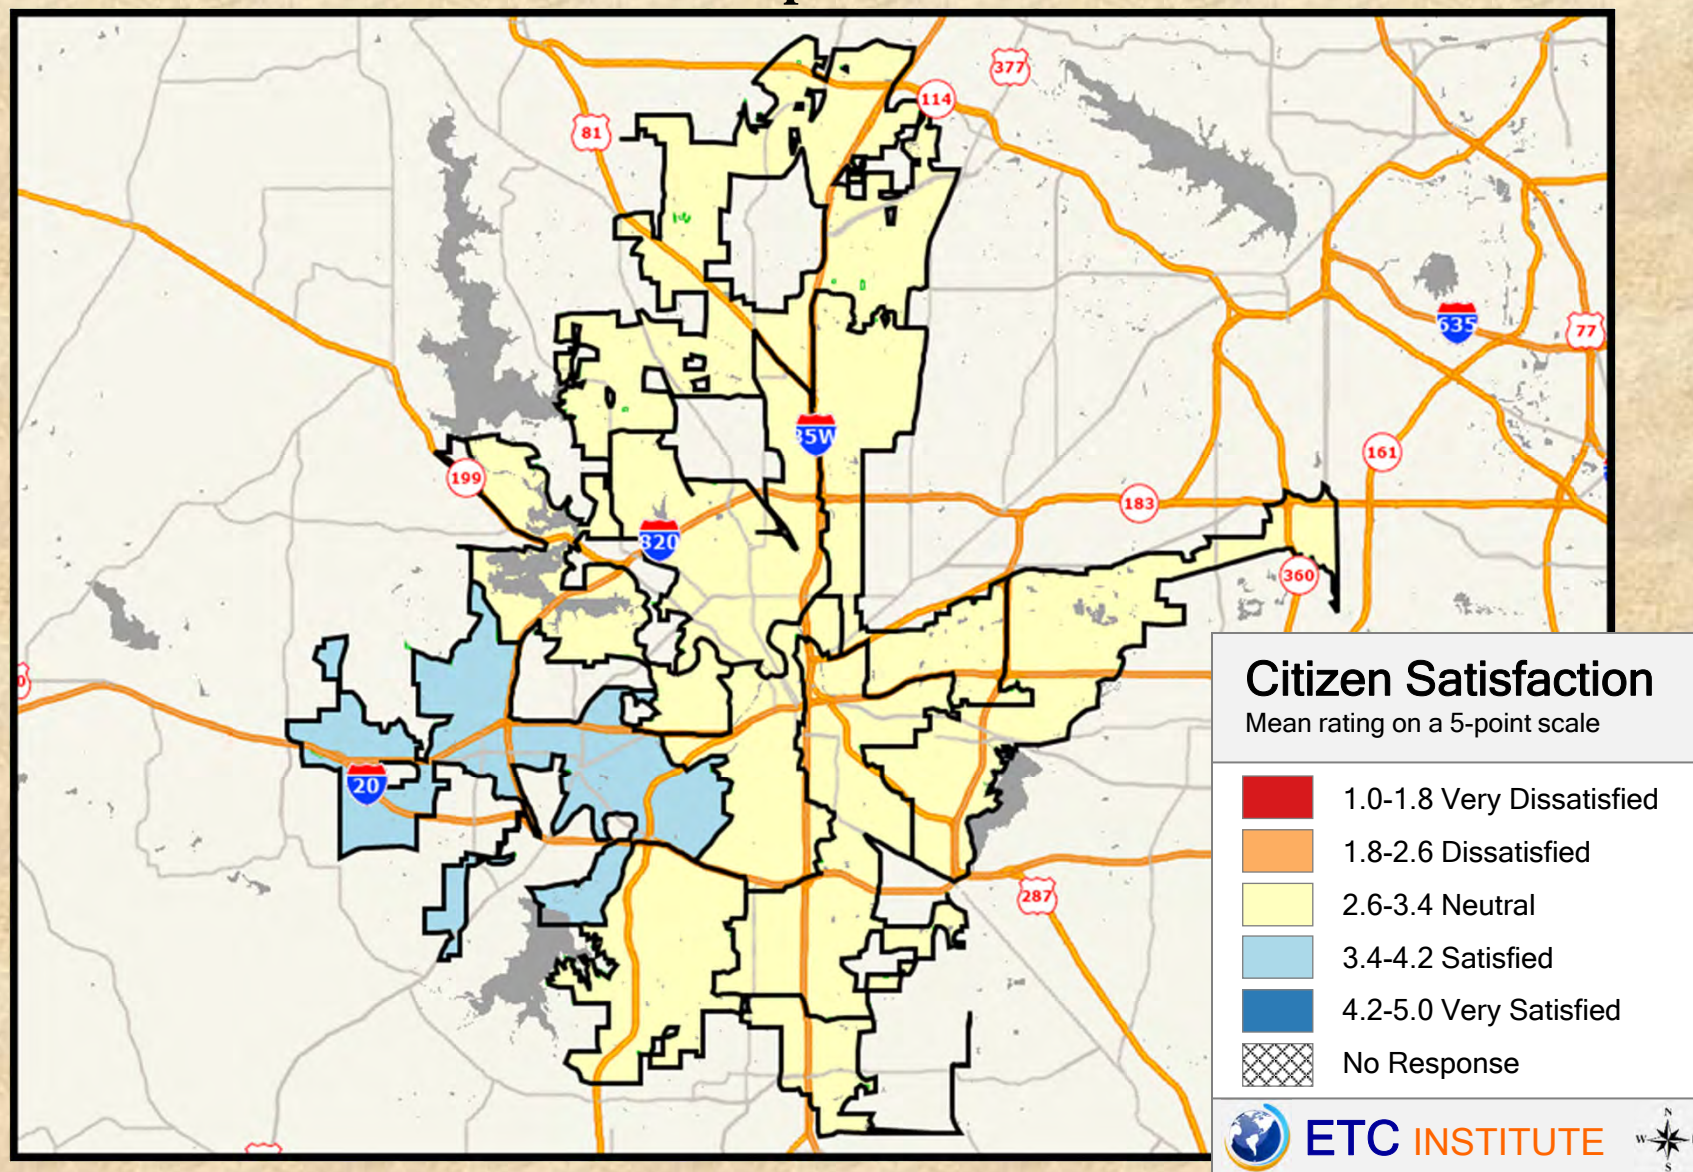 377
114
81
635
77
35W
161
199
183
820
360
Citizen Satisfaction
Mean rating on a 5-point scale
20
1.0-1.8 Very Dissatisfied
1.8-2.6 Dissatisfied
287
2.6-3.4 Neutral
3.4-4.2 Satisfied
4.2-5.0 Very Satisfied
No Response
ETC INSTITUTE
N
W
S